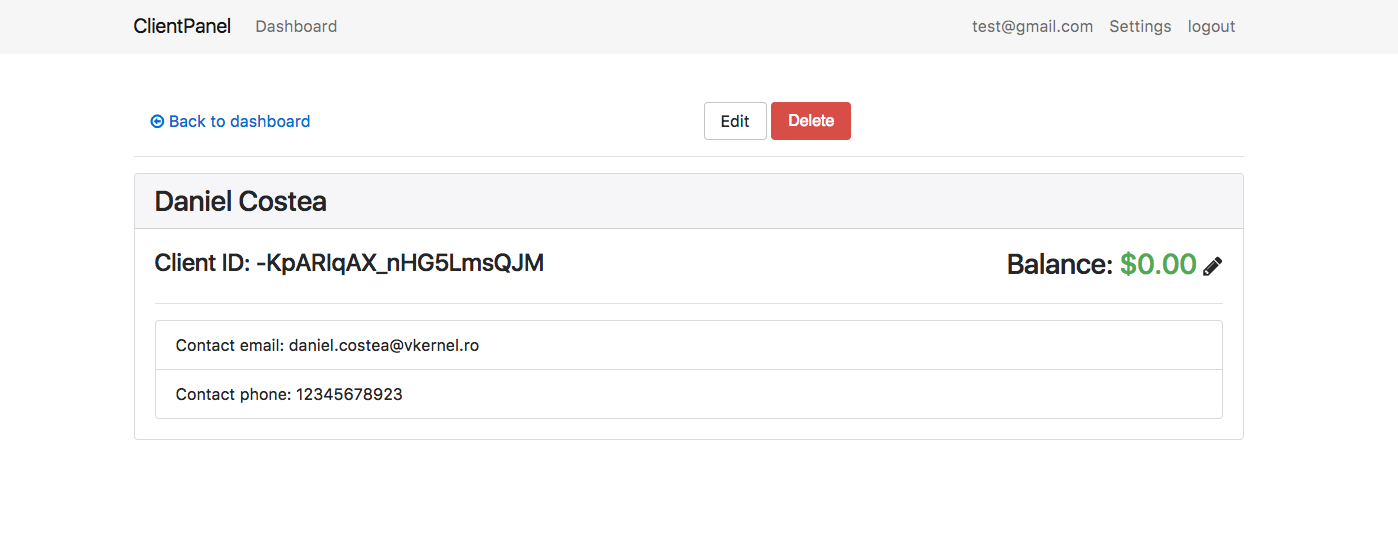 ClientPanel Dashboard test@gmail.com Settings logout
Back to dashboard Edit Delete
Daniel Costea
Client ID: -KpARIqAX_nHG5LmsQJM Balance: $0.00
Contact email: daniel.costea@vkernel.ro
Contact phone: 12345678923